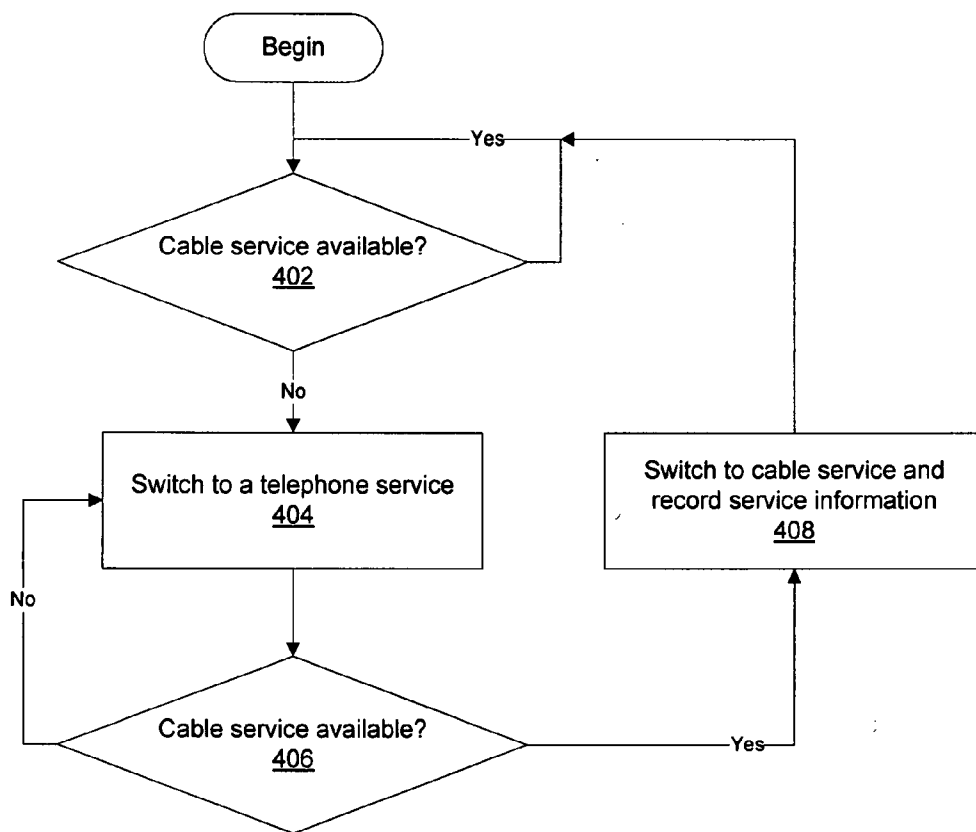 Begin
Yes
Cable service available?
402
No
Switch to a telephone service
404
Switch to cable service and
record service information
408
No
Cable service available?
406
Yes